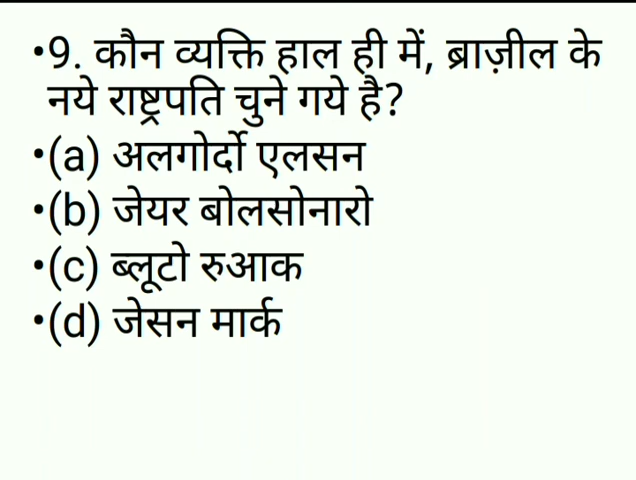 •9. कौन व्यक्ति हाल ही में, ब्राज़ील के
नये राष्ट्रपति चुने गये है?
•(a) अलगोर्दो एलसन
•(b) जेयर बोलसोनारो
•(c) ब्लूटो रुआक
•(d) जेसन मार्क